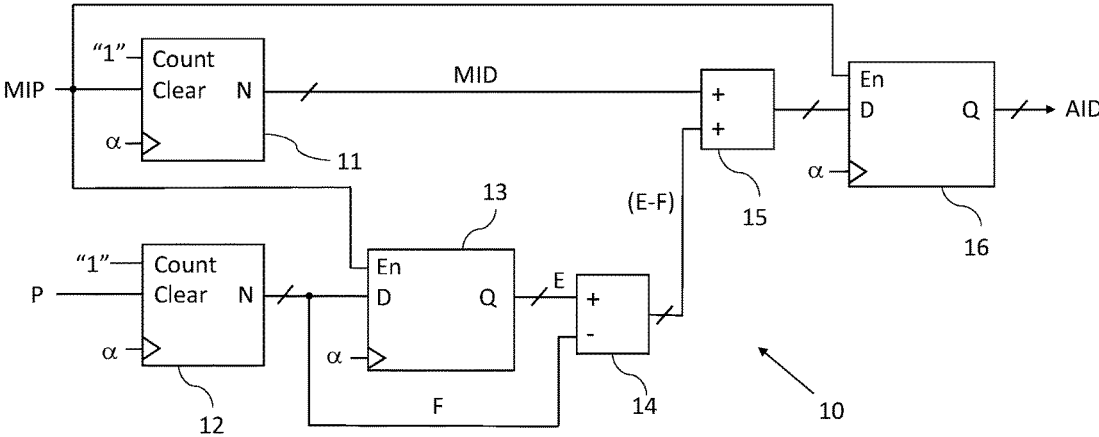 "1"
Count
MIP
Clear
N
MID
α
11
+
+
15
En
D
Q
AID
α
16
(E-F)
"1"
Count
P
Clear
N
α
12
13
En
D
Q
α
E
F
+
-
14
10